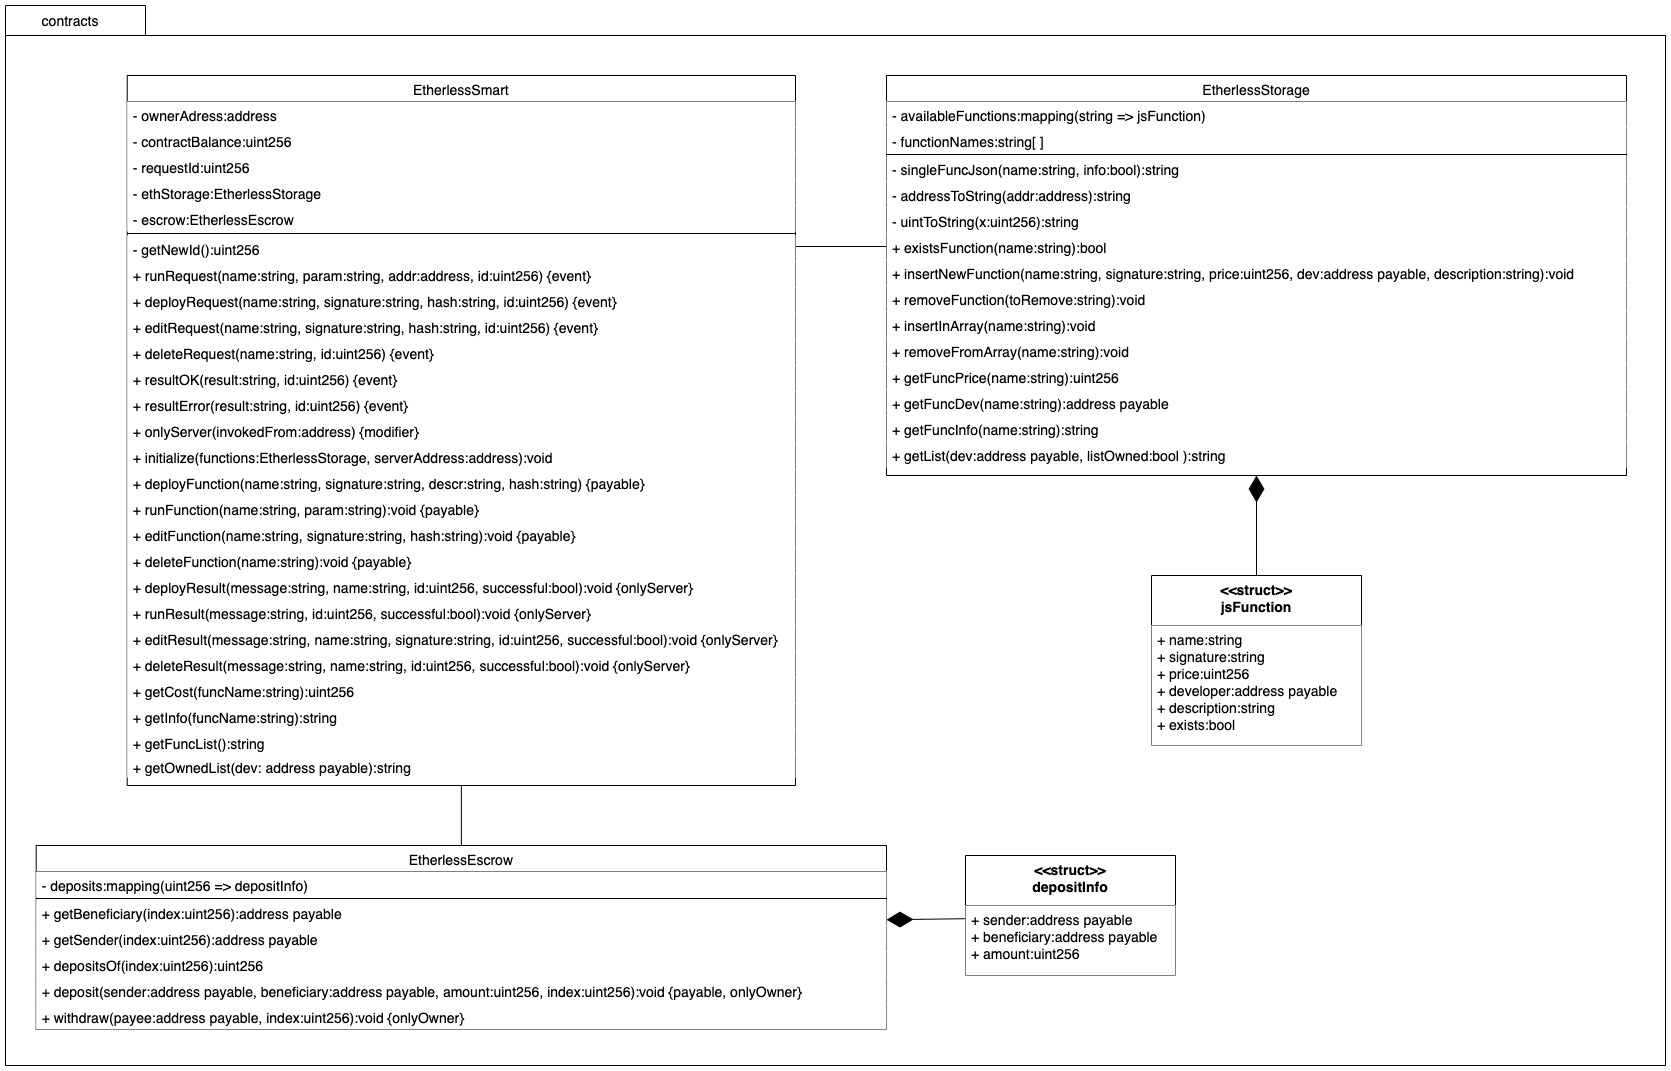 contracts
EtherlessSmart
- ownerAdress:address
- contractBalance:uint256
- requestId:uint256
- ethStorage:EtherlessStorage
- escrow:EtherlessEscrow
- getNewId():uint256
+ runRequest(name:string, param:string, addr:address, id:uint256) {event}
+ deployRequest(name:string, signature:string, hash:string, id:uint256) {event}
+ editRequest(name:string, signature:string, hash:string, id:uint256) {event}
+ deleteRequest(name:string, id:uint256) {event}
+ resultOK(result:string, id:uint256) {event}
+ resultError(result:string, id:uint256) {event}
+ onlyServer(invokedFrom:address) {modifier}
+ initialize(functions:EtherlessStorage, serverAddress:address):void
+ deployFunction(name:string, signature:string, descr:string, hash:string) {payable}
+ runFunction(name:string, param:string):void {payable}
+ editFunction(name:string, signature:string, hash:string):void {payable}
+ deleteFunction(name:string):void {payable}
+ deployResult(message:string, name:string, id:uint256, successful:bool):void {onlyServer}
+ runResult(message:string, id:uint256, successful:bool):void {onlyServer}
+ editResult(message:string, name:string, signature:string, id:uint256, successful:bool):void {onlyServer}
+ deleteResult(message:string, name:string, id:uint256, successful:bool):void {onlyServer}
+ getCost(funcName:string):uint256
+ getInfo(funcName:string):string
+ getFuncList():string
+ getOwnedList(dev: address payable):string
EtherlessStorage
- availableFunctions:mapping(string => jsFunction)
- functionNames:string[ ]
- singleFuncJson(name:string, info:bool):string
- addressToString(addr:address):string
- uintToString(x:uint256):string
+ existsFunction(name:string):bool
+ insertNewFunction(name:string, signature:string, price:uint256, dev:address payable, description:string):void
+ removeFunction(toRemove:string):void
+ insertInArray(name:string):void
+ removeFromArray(name:string):void
+ getFuncPrice(name:string):uint256
+ getFuncDev(name:string):address payable
+ getFuncInfo(name:string):string
+ getList(dev:address payable, listOwned:bool ):string
<<struct>>
jsFunction
+ name:string
+ signature:string
+ price:uint256
+ developer:address payable
+ description:string
+ exists:bool
EtherlessEscrow
- deposits:mapping(uint256 => depositInfo)
+ getBeneficiary(index:uint256):address payable
+ getSender(index:uint256):address payable
+ depositsOf(index:uint256):uint256
+ deposit(sender:address payable, beneficiary:address payable, amount:uint256, index:uint256):void {payable, onlyOwner}
+ withdraw(payee:address payable, index:uint256):void {onlyOwner}
<<struct>>
depositInfo
+ sender:address payable
+ beneficiary:address payable
+ amount:uint256